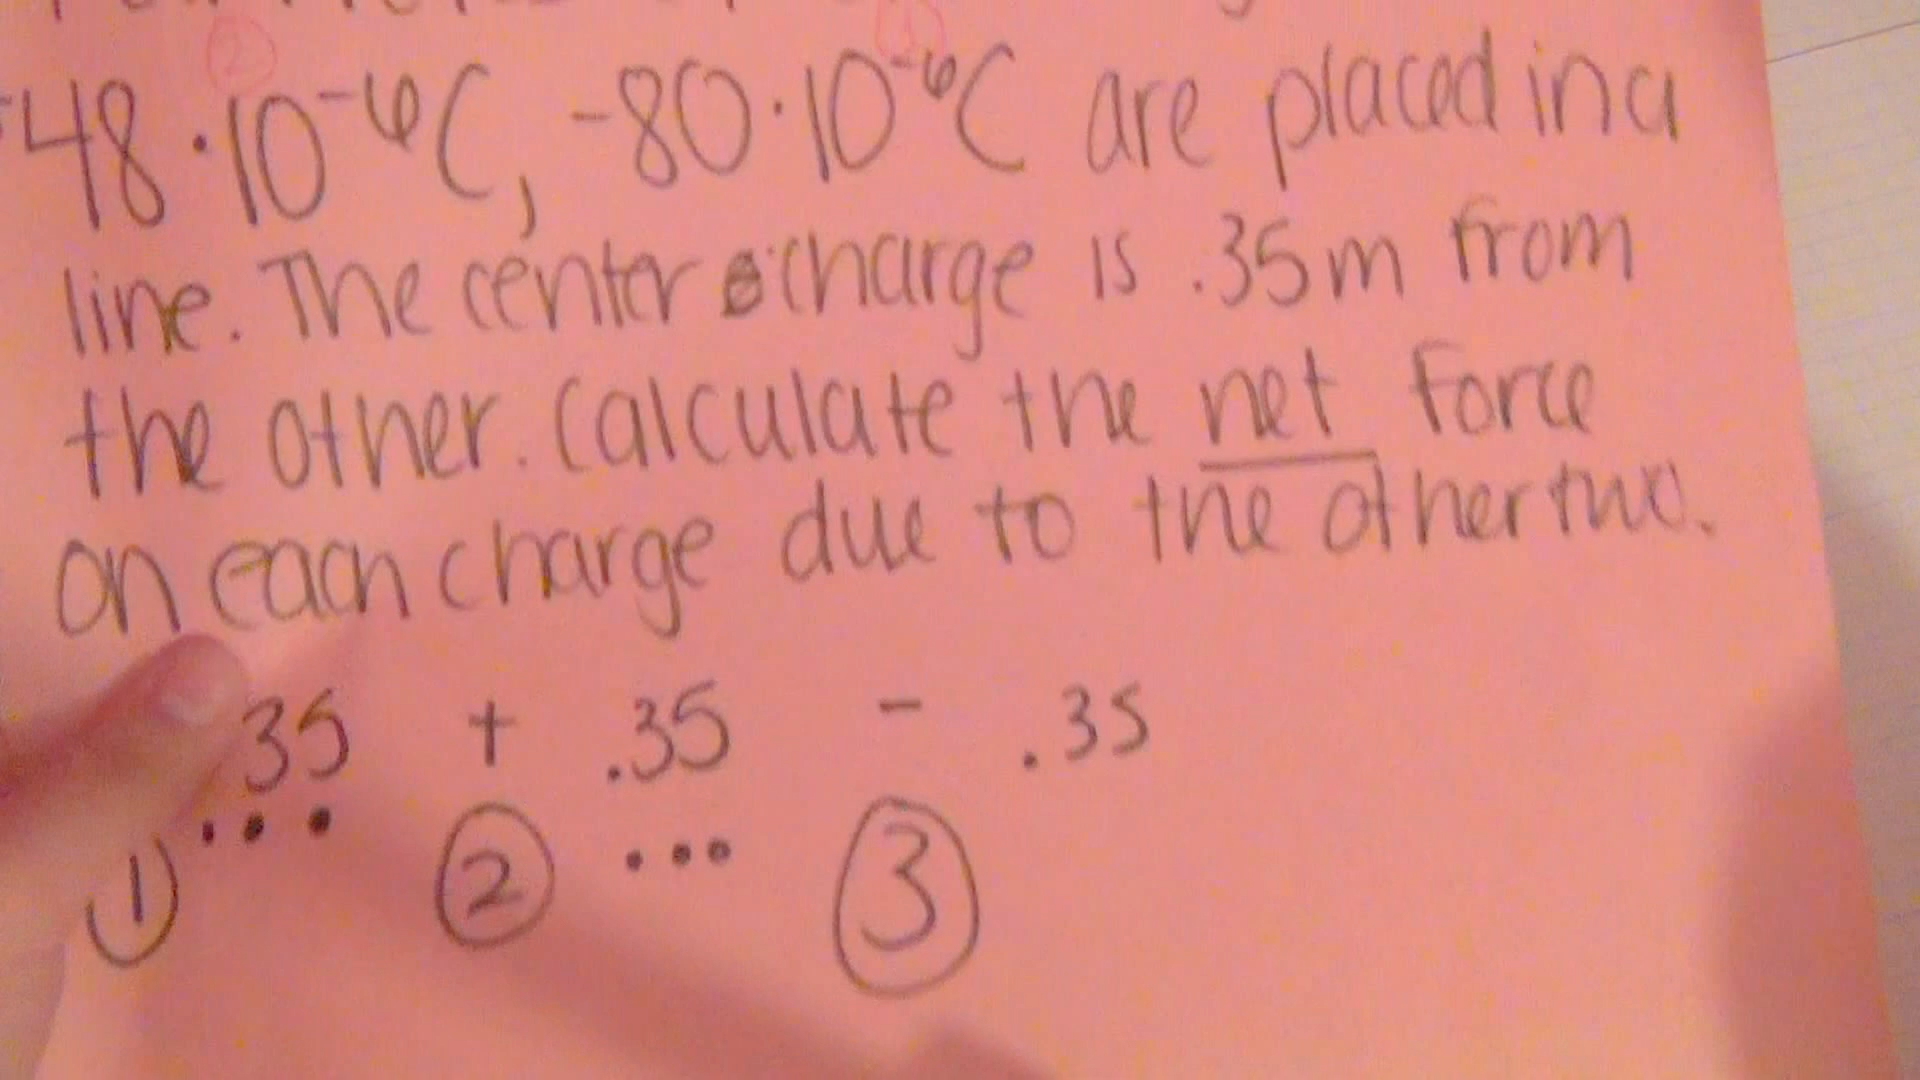 48·10⁻⁶C, -80·10⁻⁶C are placed in a
line. The center charge is .35m from
the other. Calculate the net force
on each charge due to the other two.
.35 + .35 - .35
1 ... 2 ... 3